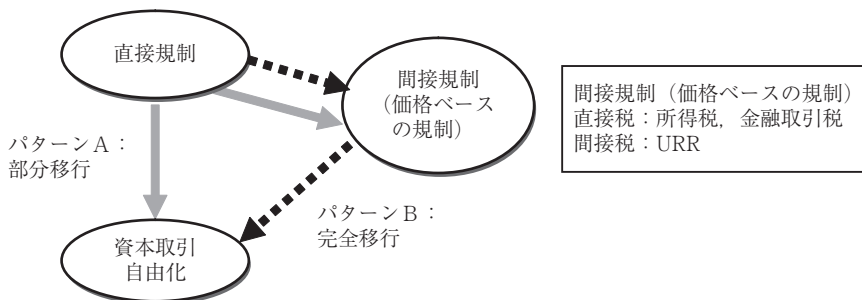 直接規制
間接規制
（価格ベース
の規制）
パターンA：
部分移行
パターンB：
完全移行
資本取引
自由化
間接規制（価格ベースの規制）
直接税：所得税，金融取引税
間接税：URR